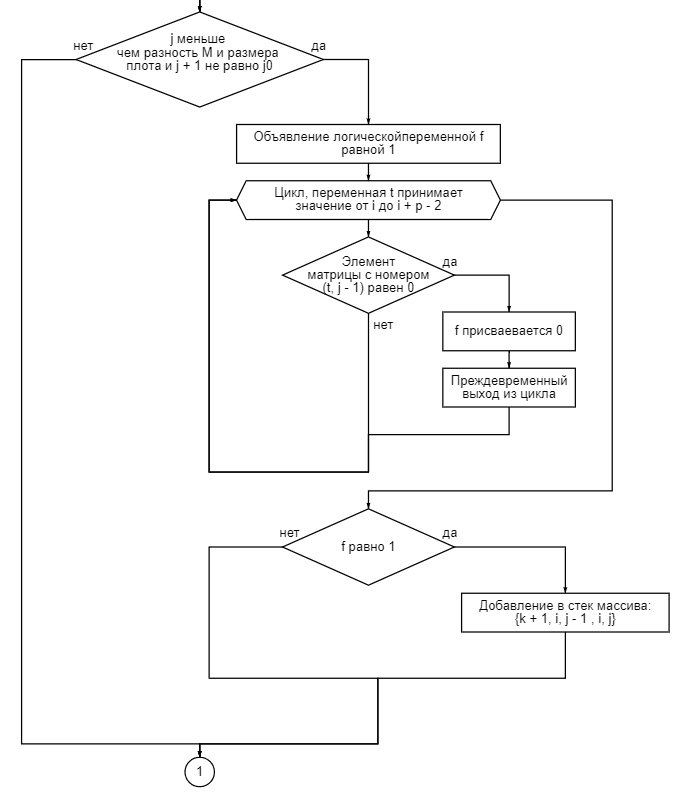 j меньше
чем разность M и размера
плота и j + 1 не равно j0
нет
да
Объявление логическойпеременной f
равной 1
Цикл, переменная t принимает
значение от i до i + p - 2
Элемент
матрицы с номером
(t, j - 1) равен 0
да
нет
f присваевается 0
Преждевременный
выход из цикла
f равно 1
нет
да
Добавление в стек массива:
{k + 1, i, j - 1 , i, j}
1